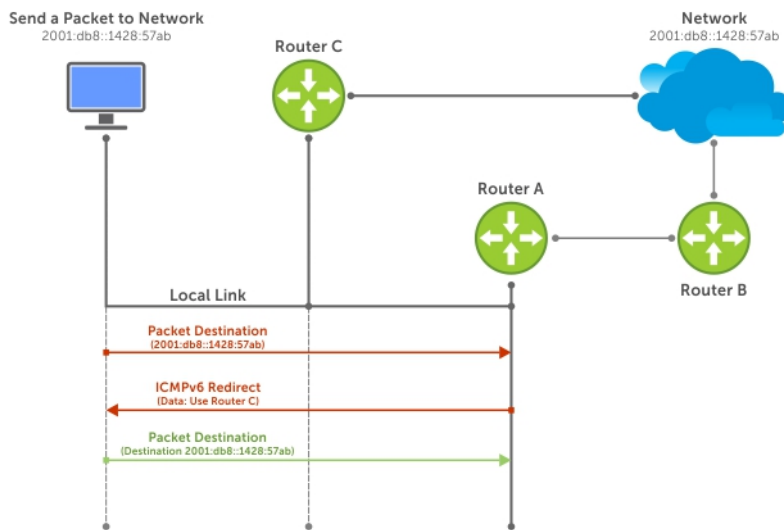 Send a Packet to Network
2001:db8::1428:57ab
Router C
Network
2001:db8::1428:57ab
Router A
Router B
Local Link
Packet Destination
(2001:db8::1428:57ab)
ICMPv6 Redirect
(Data: Use Router C)
Packet Destination
(Destination 2001:db8::1428:57ab)